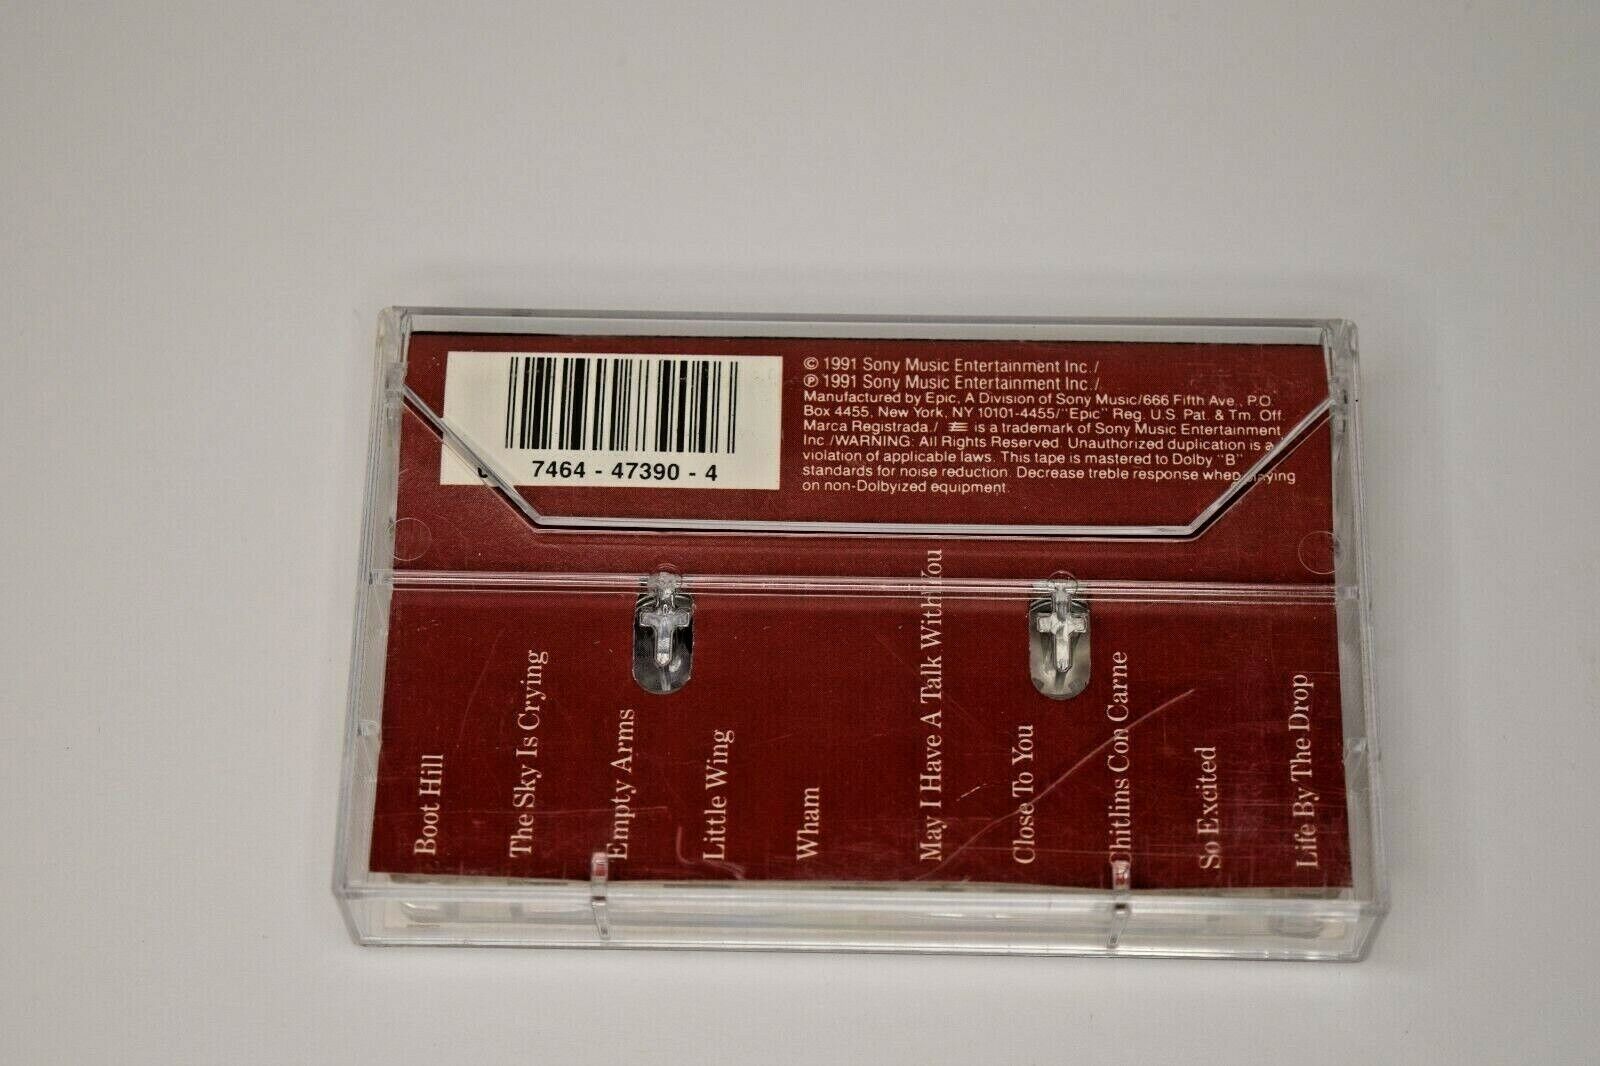 7464 - 47390 - 4
© 1991 Sony Music Entertainment Inc./
℗ 1991 Sony Music Entertainment Inc./
Manufactured by Epic, A Division of Sony Music/666 Fifth Ave., P.O.
Box 4455, New York, NY 10101-4455/"Epic" Reg. U.S. Pat. & Tm. Off.
Marca Registrada./ is a trademark of Sony Music Entertainment
Inc./WARNING: All Rights Reserved. Unauthorized duplication is a
violation of applicable laws. This tape is mastered to Dolby "B"
standards for noise reduction. Decrease treble response when playing
on non-Dolbyized equipment.
Boot Hill
The Sky Is Crying
Empty Arms
Little Wing
Wham
May I Have A Talk With You
Close To You
Chitlins Con Carne
So Excited
Life By The Drop